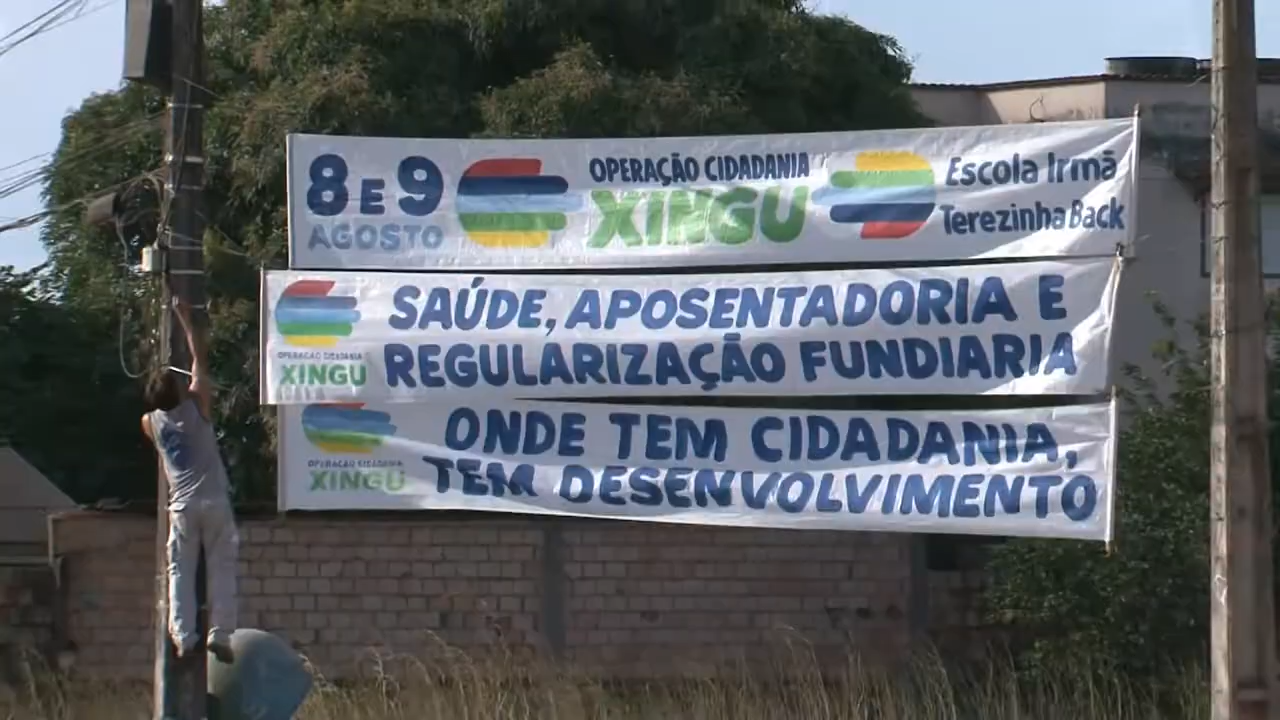 8 E 9
AGOSTO
OPERAÇÃO CIDADANIA
XINGU
Escola Irmã
Terezinha Back
OPERAÇÃO CIDADANIA
XINGU
SAÚDE, APOSENTADORIA E
REGULARIZAÇÃO FUNDIARIA
OPERAÇÃO CIDADANIA
XINGU
ONDE TEM CIDADANIA,
TEM DESENVOLVIMENTO